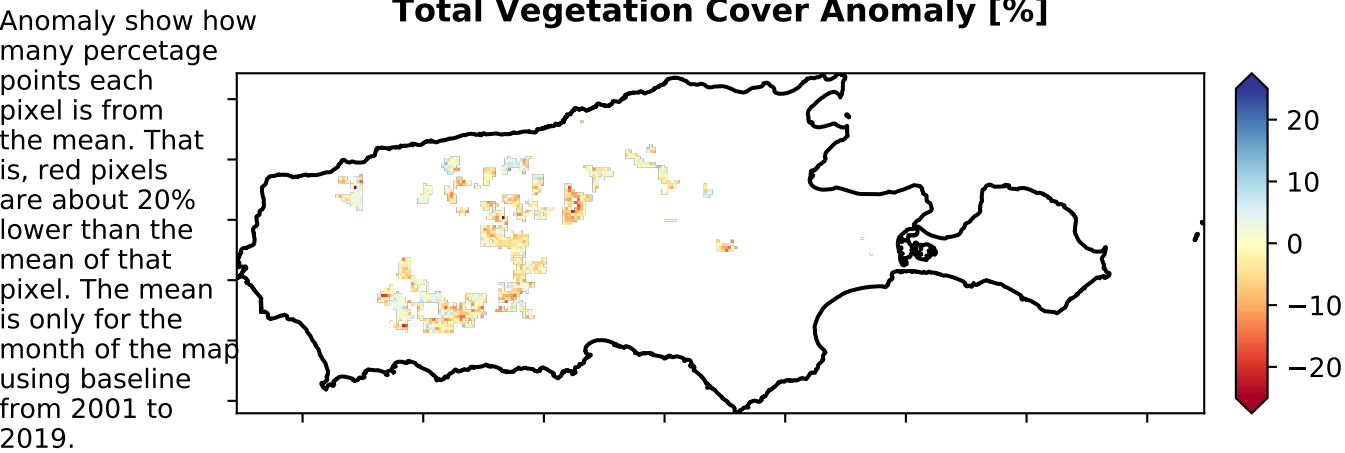 Total Vegetation Cover Anomaly [%]
Anomaly show how
many percetage
points each
pixel is from
the mean. That
is, red pixels
are about 20%
lower than the
mean of that
pixel. The mean
is only for the
month of the map
using baseline
from 2001 to
2019.
20
10
0
−10
−20